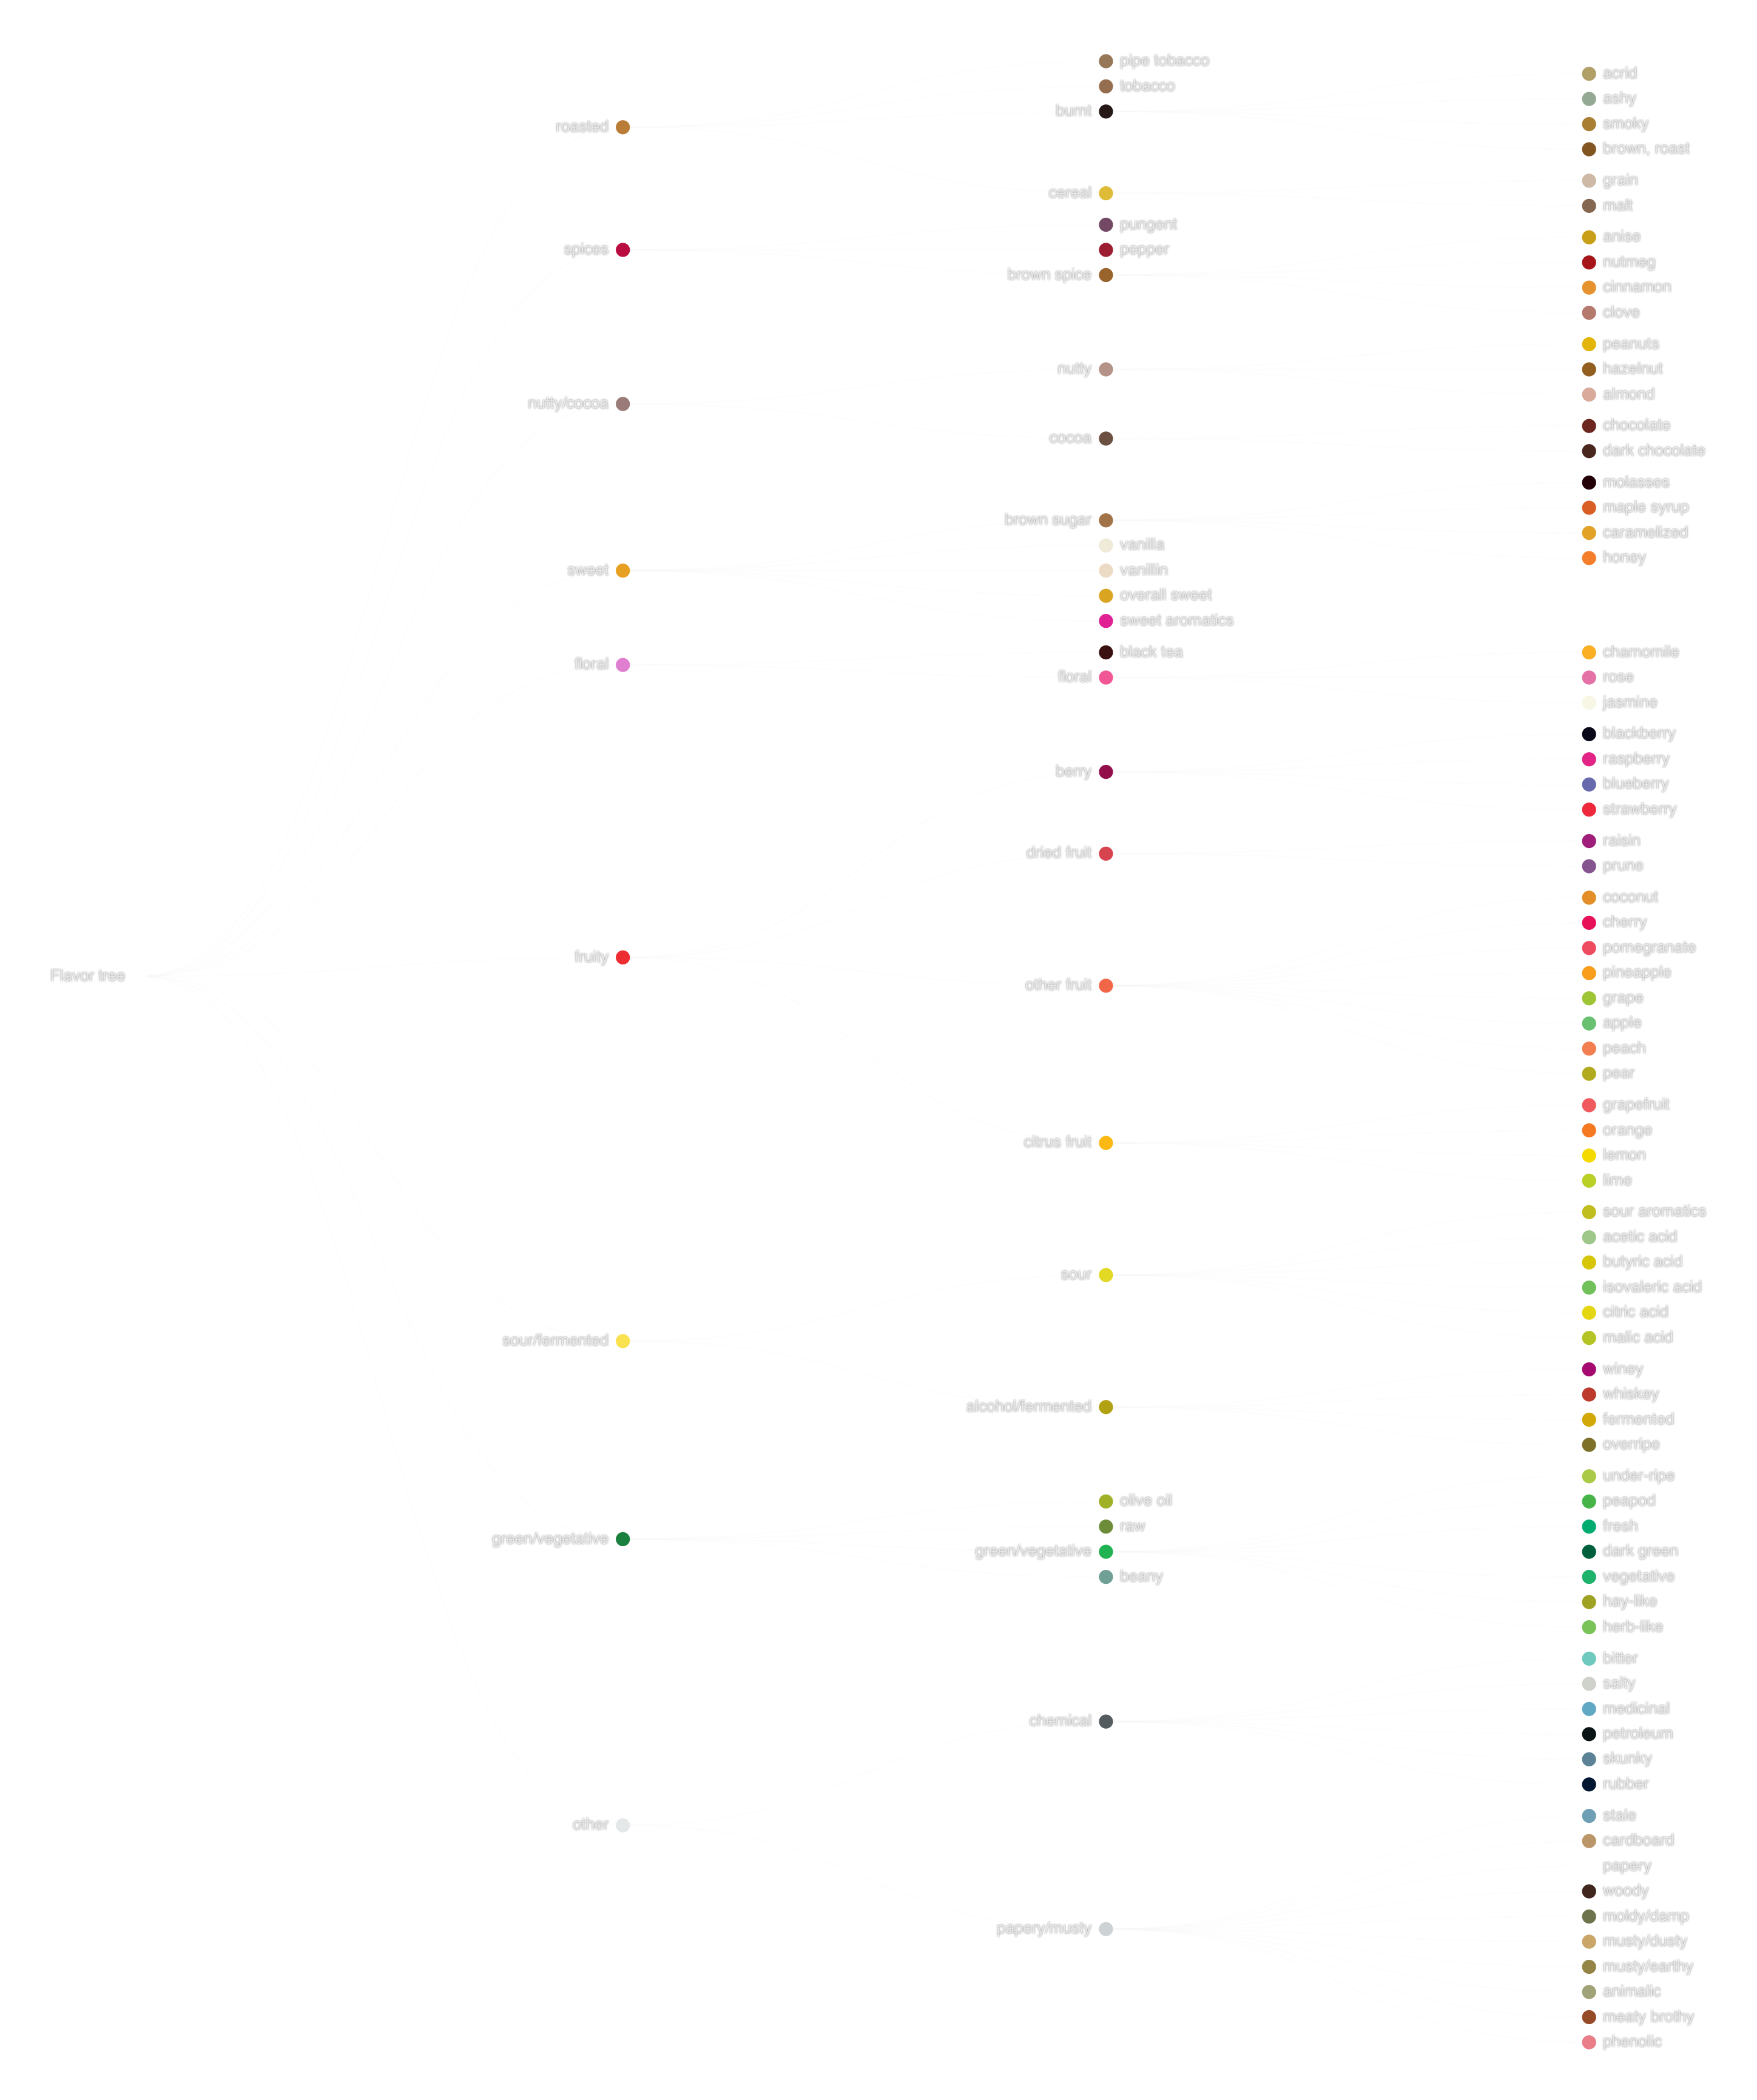 Flavor tree
roasted
pipe tobacco
tobacco
burnt
acrid
ashy
smoky
brown, roast
cereal
grain
malt
spices
pungent
pepper
brown spice
anise
nutmeg
cinnamon
clove
nutty/cocoa
nutty
peanuts
hazelnut
almond
cocoa
chocolate
dark chocolate
sweet
brown sugar
molasses
maple syrup
caramelized
honey
vanilla
vanillin
overall sweet
sweet aromatics
floral
black tea
floral
chamomile
rose
jasmine
fruity
berry
blackberry
raspberry
blueberry
strawberry
dried fruit
raisin
prune
other fruit
coconut
cherry
pomegranate
pineapple
grape
apple
peach
pear
citrus fruit
grapefruit
orange
lemon
lime
sour/fermented
sour
sour aromatics
acetic acid
butyric acid
isovaleric acid
citric acid
malic acid
alcohol/fermented
winey
whiskey
fermented
overripe
green/vegetative
olive oil
raw
green/vegetative
under-ripe
peapod
fresh
dark green
vegetative
hay-like
herb-like
beany
other
chemical
bitter
salty
medicinal
petroleum
skunky
rubber
papery/musty
stale
cardboard
papery
woody
moldy/damp
musty/dusty
musty/earthy
animalic
meaty brothy
phenolic